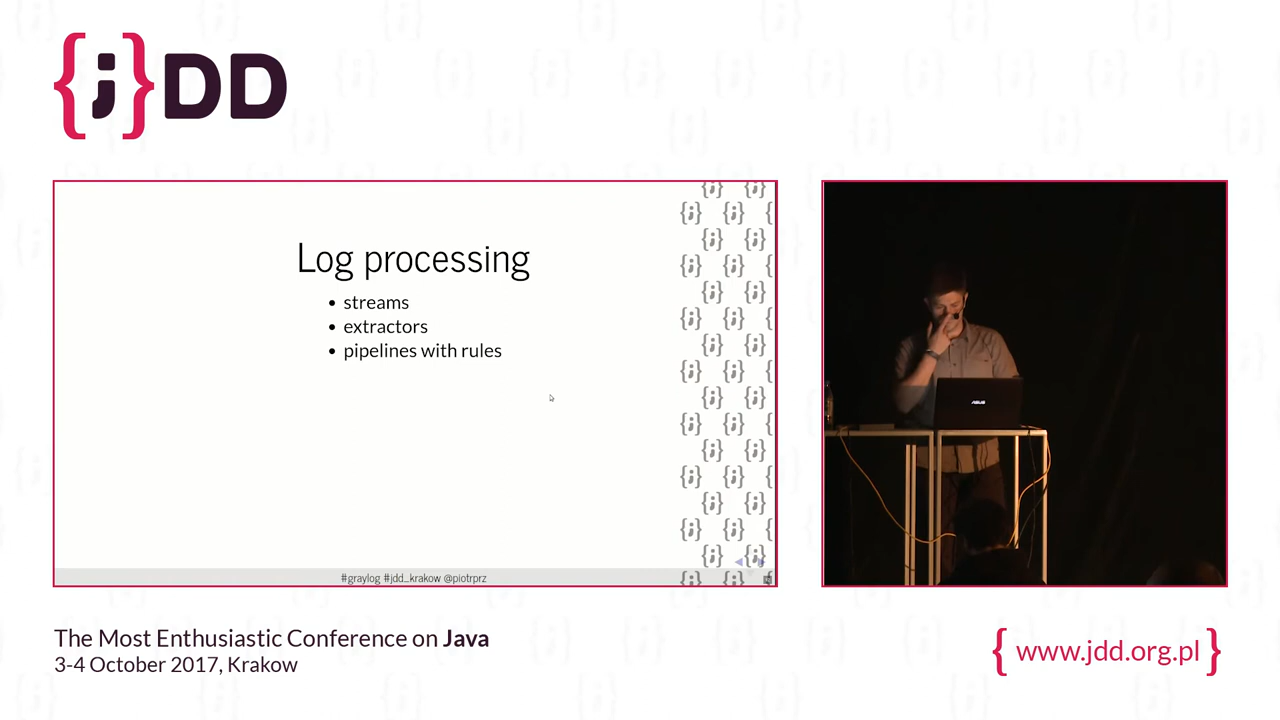 {;}DD
Log processing
• streams
• extractors
• pipelines with rules
#graylog #jdd_krakow @piotrprz
ASUS
The Most Enthusiastic Conference on Java
3-4 October 2017, Krakow
{ www.jdd.org.pl }